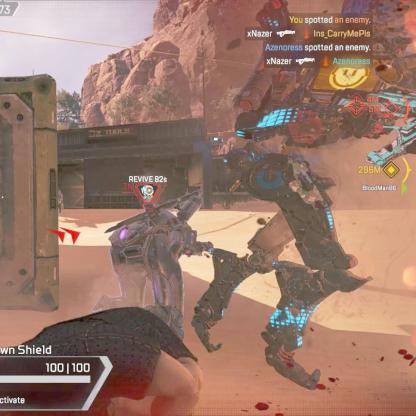 73
You spotted an enemy.
xNazer Ins_CarryMePls
Azenoress spotted an enemy.
xNazer Azenoress
REVIVE 82s
296M
BloodManBG
wn Shield
100 | 100
ctivate